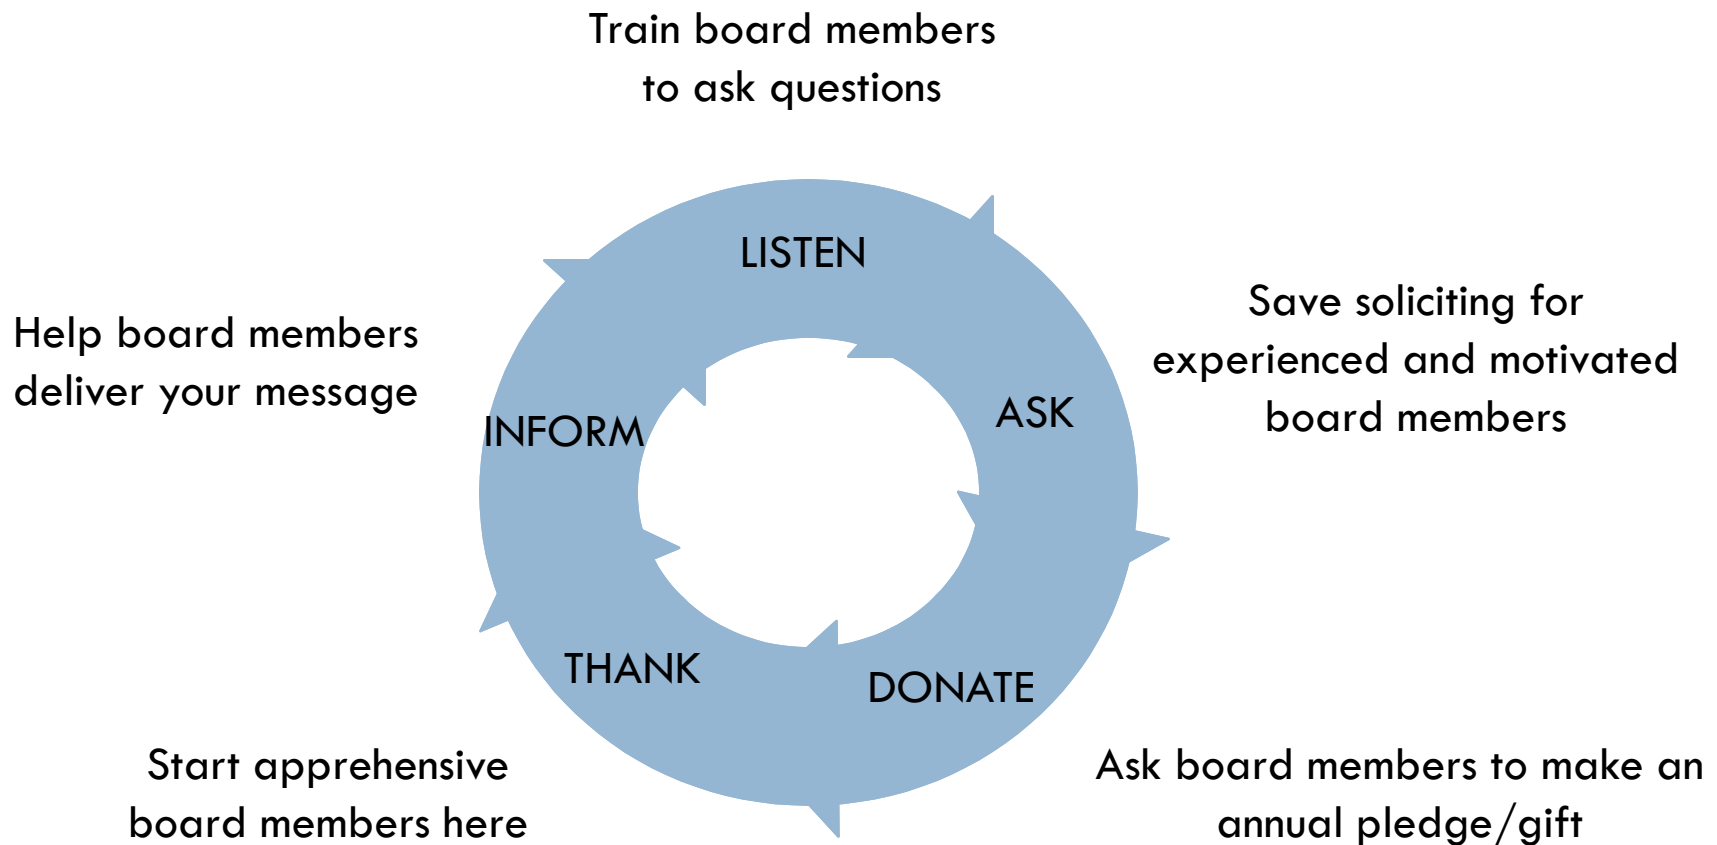 Train board members
to ask questions
LISTEN
Save soliciting for
experienced and motivated
board members
ASK
Help board members
deliver your message
INFORM
THANK
DONATE
Start apprehensive
board members here
Ask board members to make an
annual pledge/gift